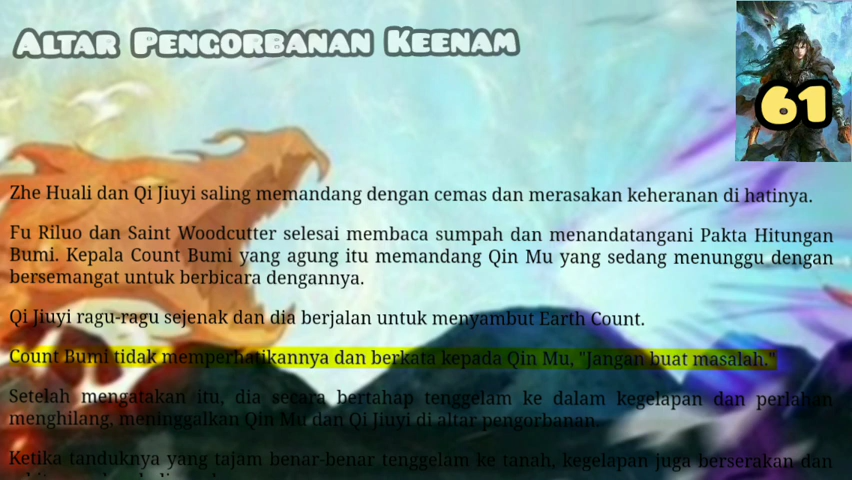 Altar Pengorbanan Keenam
61
Zhe Huali dan Qi Jiuyi saling memandang dengan cemas dan merasakan keheranan di hatinya.
Fu Riluo dan Saint Woodcutter selesai membaca sumpah dan menandatangani Pakta Hitungan
Bumi. Kepala Count Bumi yang agung itu memandang Qin Mu yang sedang menunggu dengan
bersemangat untuk berbicara dengannya.
Qi Jiuyi ragu-ragu sejenak dan dia berjalan untuk menyambut Earth Count.
Count Bumi tidak memperhatikannya dan berkata kepada Qin Mu, "Jangan buat masalah."
Setelah mengatakan itu, dia secara bertahap tenggelam ke dalam kegelapan dan perlahan
menghilang, meninggalkan Qin Mu dan Qi Jiuyi di altar pengorbanan.
Ketika tanduknya yang tajam benar-benar tenggelam ke tanah, kegelapan juga berserakan dan